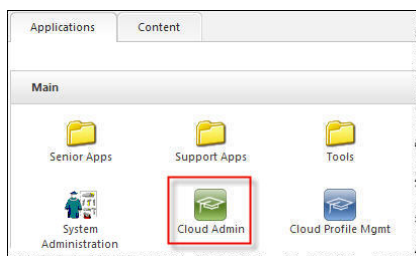 Applications Content
Main
Senior Apps Support Apps Tools
System Administration Cloud Admin Cloud Profile Mgmt